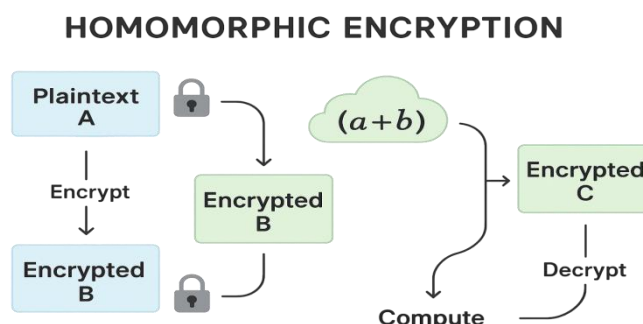 HOMOMORPHIC ENCRYPTION
Plaintext
A
Encrypt
Encrypted
B
Encrypted
B
(a+b)
Encrypted
C
Decrypt
Compute